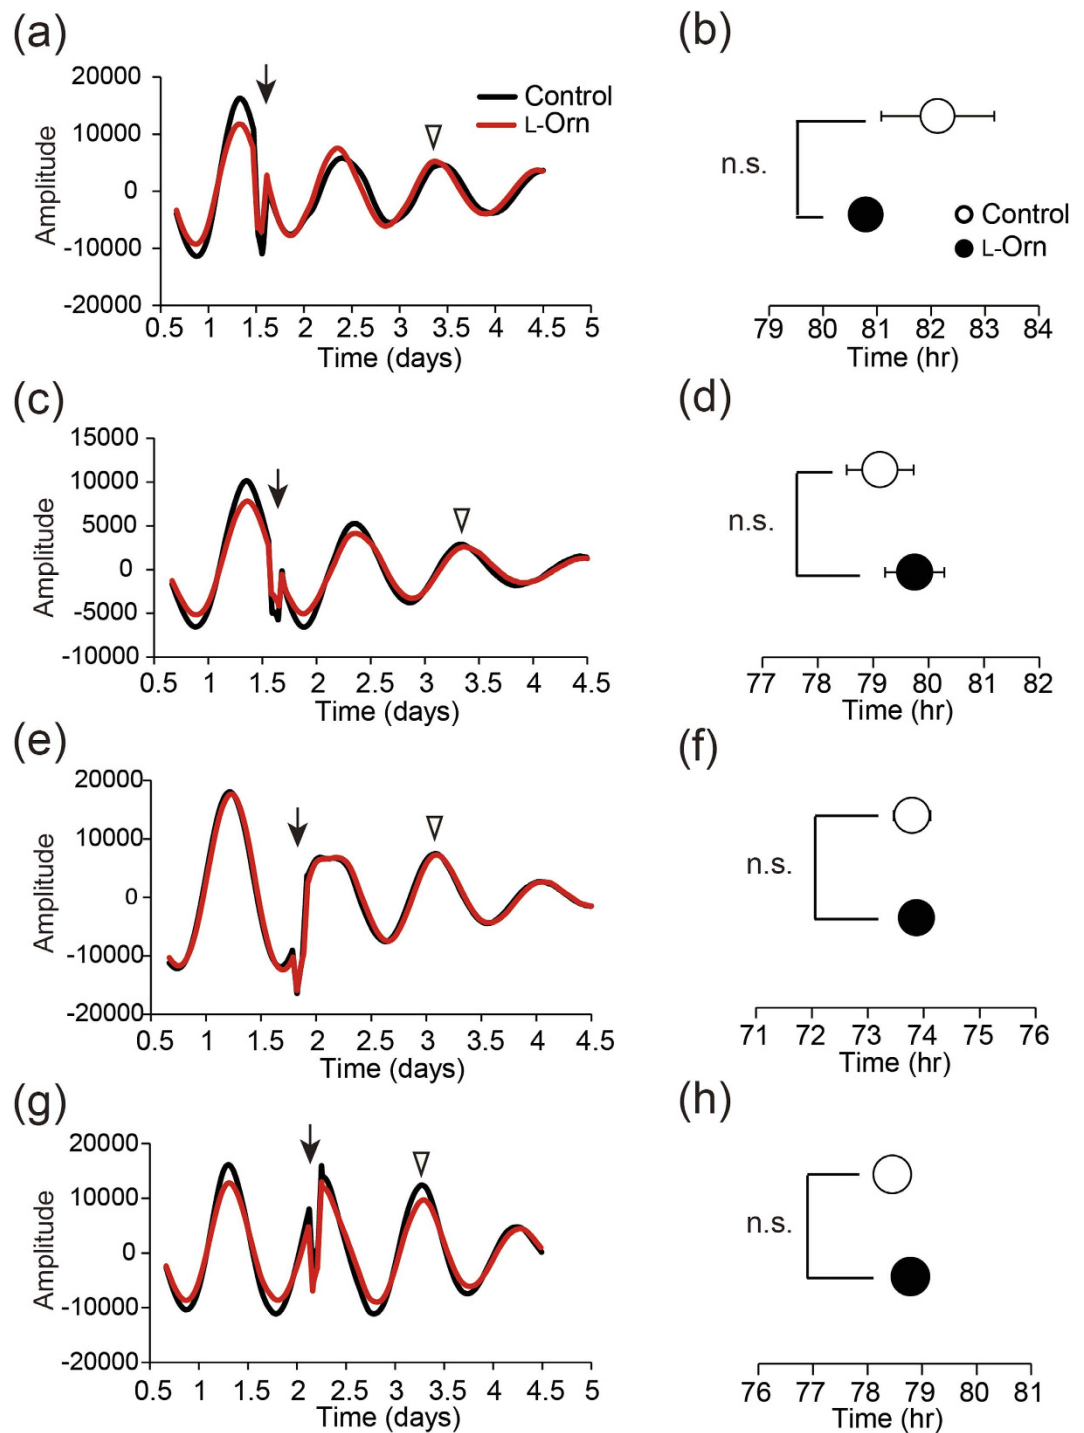 (a)
20000
10000
0
-10000
-20000
Amplitude
Control
L-Orn
0.5 1 1.5 2 2.5 3 3.5 4 4.5 5
Time (days)
(b)
n.s.
Control
L-Orn
79 80 81 82 83 84
Time (hr)
(c)
15000
10000
5000
0
-5000
-10000
Amplitude
0.5 1 1.5 2 2.5 3 3.5 4 4.5
Time (days)
(d)
n.s.
77 78 79 80 81 82
Time (hr)
(e)
20000
10000
0
-10000
-20000
Amplitude
0.5 1 1.5 2 2.5 3 3.5 4 4.5
Time (days)
(f)
n.s.
71 72 73 74 75 76
Time (hr)
(g)
20000
10000
0
-10000
-20000
Amplitude
0.5 1 1.5 2 2.5 3 3.5 4 4.5 5
Time (days)
(h)
n.s.
76 77 78 79 80 81
Time (hr)